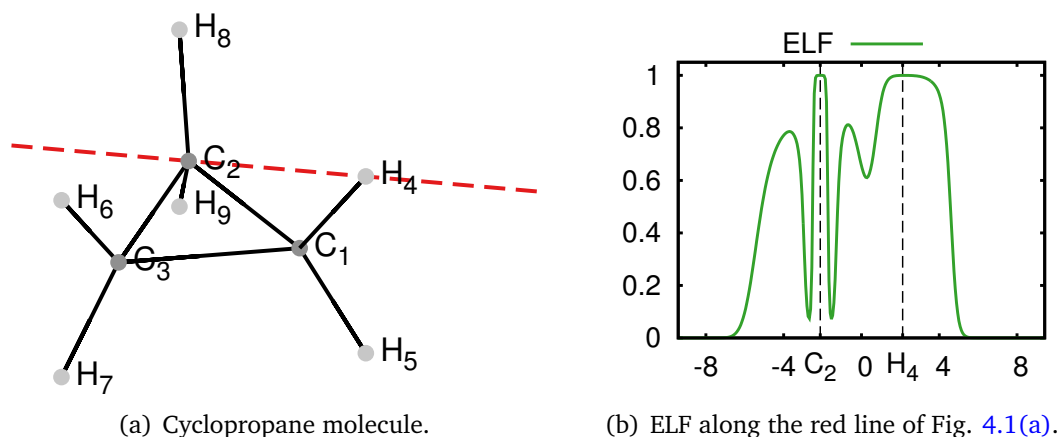 H8
C2
H4
H6
H9
C3
C1
H5
H7
(a) Cyclopropane molecule.
ELF
1
0.8
0.6
0.4
0.2
0
-8 -4 C2 0 H4 4 8
(b) ELF along the red line of Fig. 4.1(a).